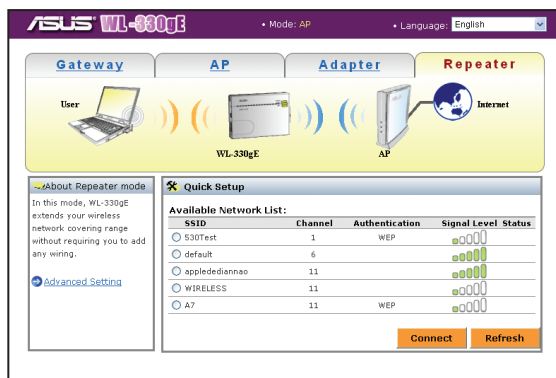 ASUS WL-330gE • Mode: AP • Language: English
Gateway AP Adapter Repeater
User Internet
WL-330gE AP
About Repeater mode
In this mode, WL-330gE
extends your wireless
network covering range
without requiring you to add
any wiring.
Advanced Setting
Quick Setup
Available Network List:
SSID Channel Authentication Signal Level Status
530Test 1 WEP
default 6
appledediannao 11
WIRELESS 11
A7 11 WEP
Connect Refresh